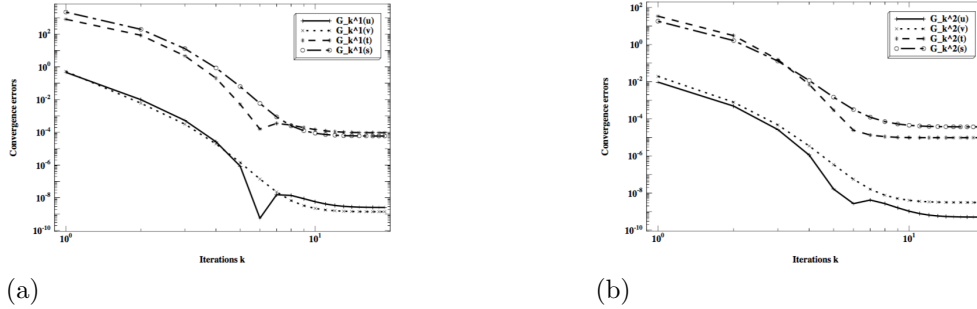 10^2
10^0
10^-2
10^-4
10^-6
10^-8
10^-10
Convergence errors
G_k^1(u)
G_k^1(v)
G_k^1(t)
G_k^1(s)
10^0
10^1
Iterations k
(a)
10^2
10^0
10^-2
10^-4
10^-6
10^-8
10^-10
Convergence errors
G_k^2(u)
G_k^2(v)
G_k^2(t)
G_k^2(s)
10^0
10^1
Iterations k
(b)